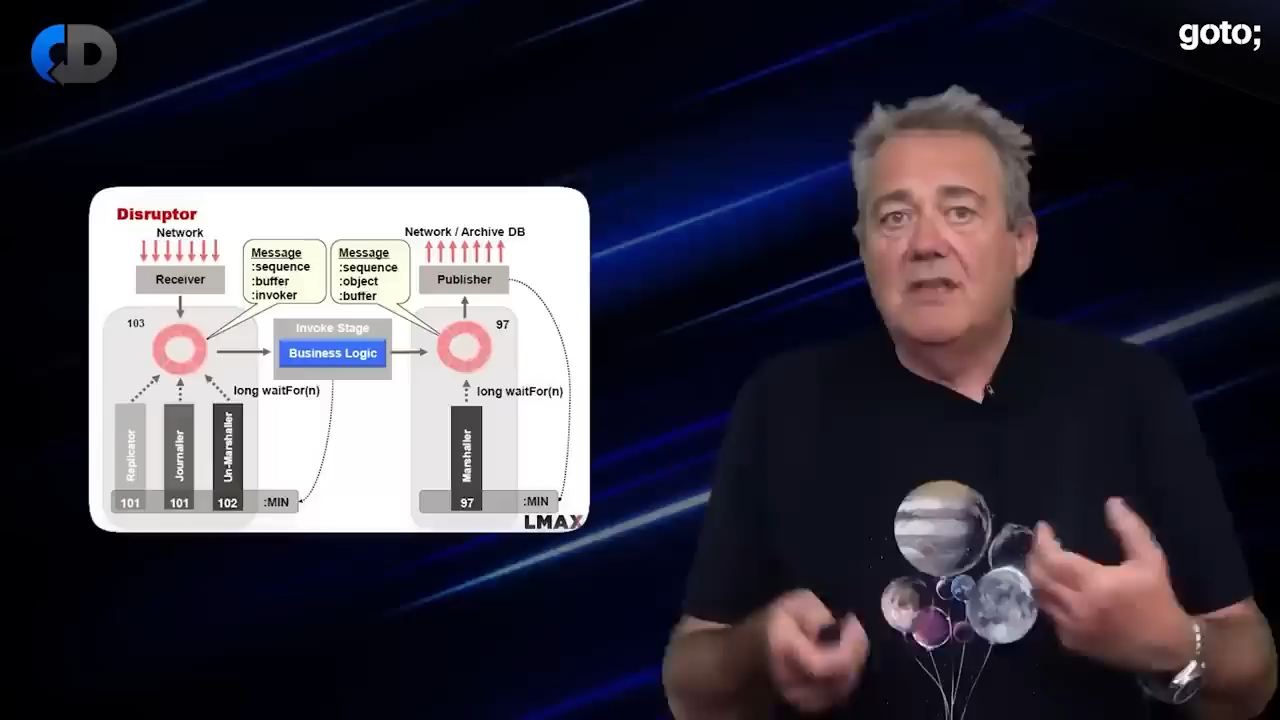 CD
goto;
Disruptor
Network
Receiver
Message
:sequence
:buffer
:invoker
Message
:sequence
:object
:buffer
Network / Archive DB
Publisher
103
Invoke Stage
Business Logic
97
long waitFor(n)
long waitFor(n)
Replicator
Journaller
Un-Marshaller
Marshaller
101
101
102
:MIN
97
:MIN
LMAX